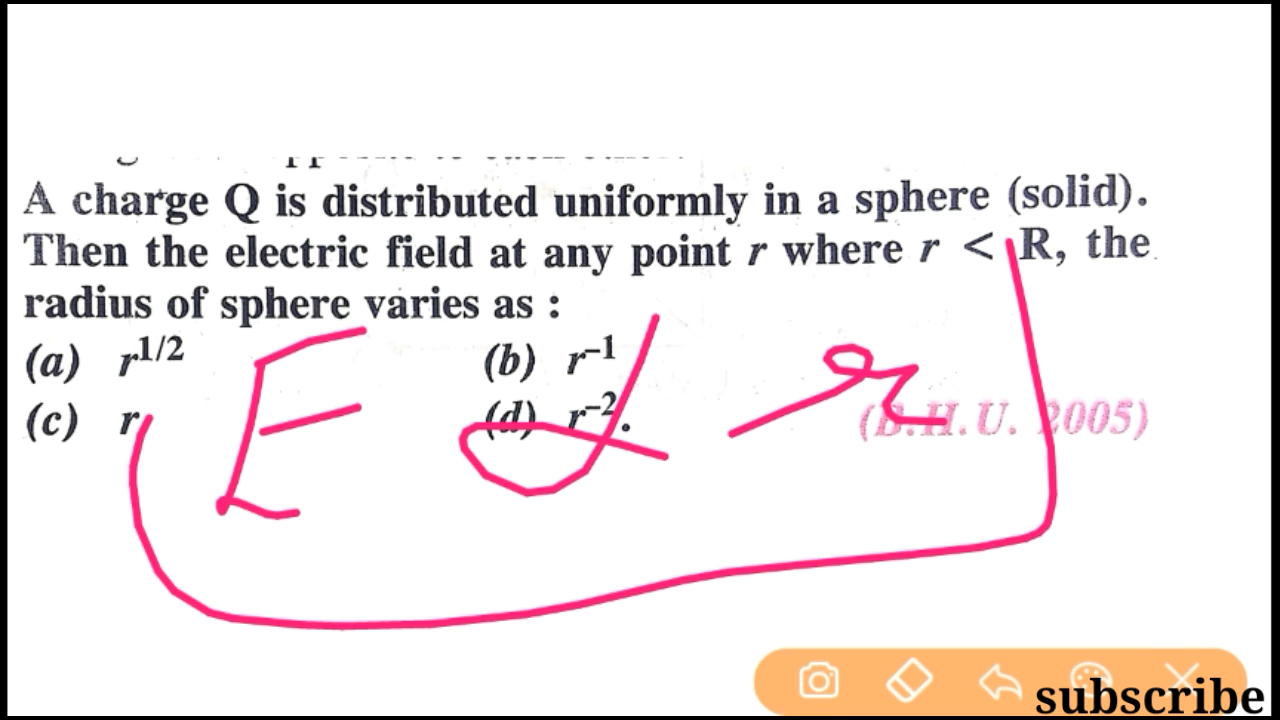 A charge Q is distributed uniformly in a sphere (solid).
Then the electric field at any point r where r < R, the
radius of sphere varies as :
(a) r^{1/2} (b) r^{-1}
(c) r (d) r^{-2}.
(B.H.U. 2005)
E α r
subscribe